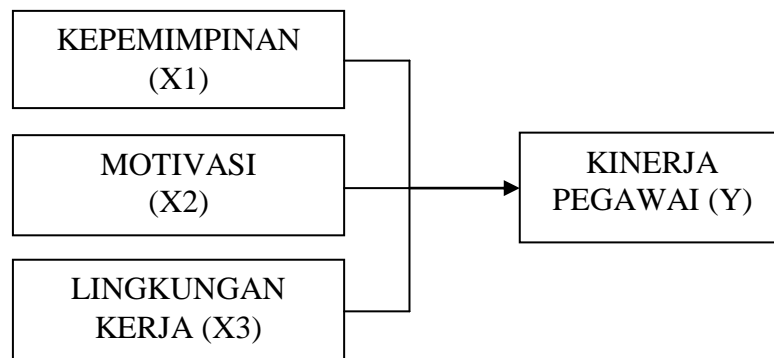 KEPEMIMPINAN
(X1)
MOTIVASI
(X2)
LINGKUNGAN
KERJA (X3)
KINERJA
PEGAWAI (Y)